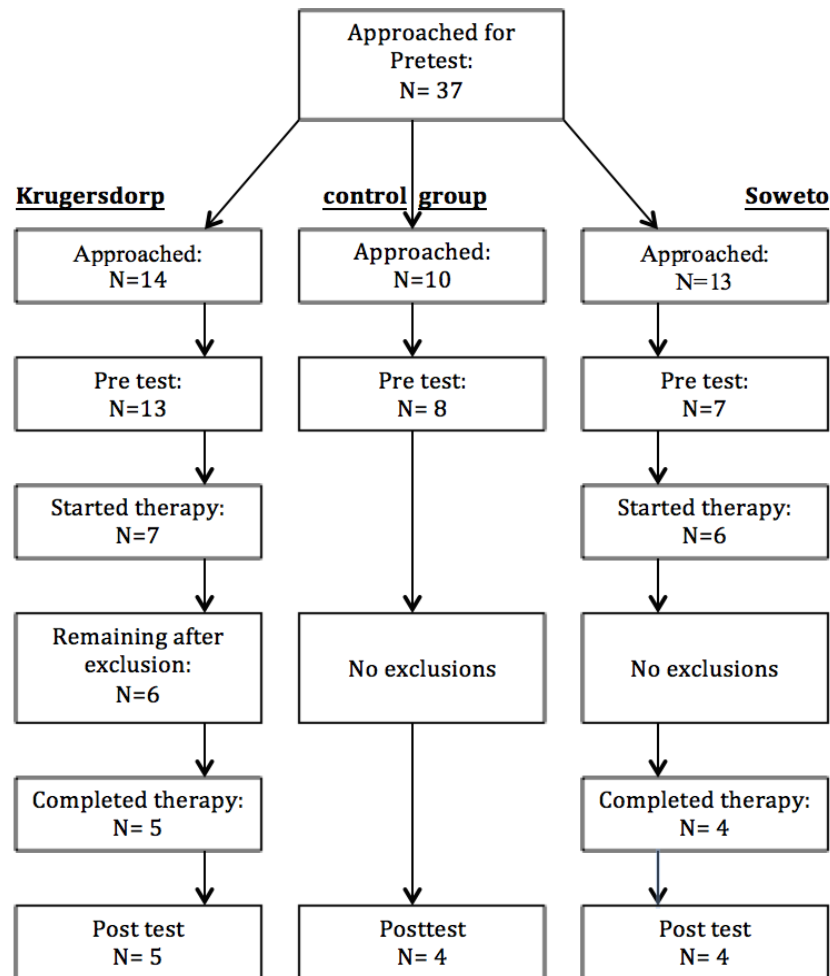 Approached for
Pretest:
N= 37
Krugersdorp
control group
Soweto
Approached:
N=14
Approached:
N=10
Approached:
N=13
Pre test:
N=13
Pre test:
N= 8
Pre test:
N=7
Started therapy:
N=7
Started therapy:
N=6
Remaining after
exclusion:
N=6
No exclusions
No exclusions
Completed therapy:
N= 5
Completed therapy:
N= 4
Post test
N= 5
Posttest
N= 4
Post test
N= 4